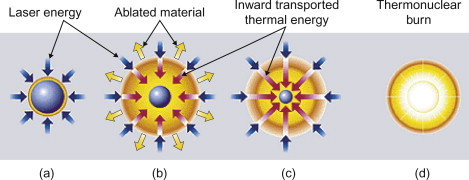 Laser energy
Ablated material
Inward transported
thermal energy
Thermonuclear
burn
(a)
(b)
(c)
(d)